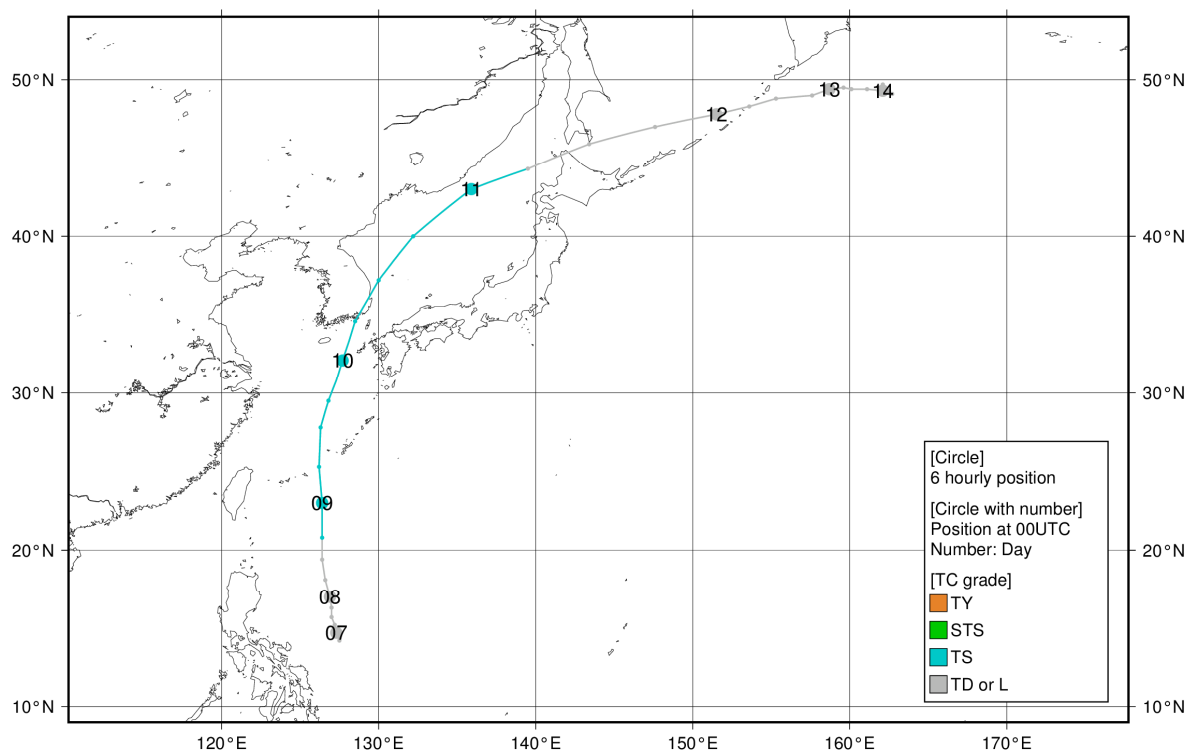 50°N
50°N
13
14
12
11
40°N
40°N
10
30°N
30°N
[Circle]
6 hourly position
09
[Circle with number]
Position at 00UTC
Number: Day
20°N
20°N
[TC grade]
08
TY
STS
07
TS
TD or L
10°N
10°N
120°E
130°E
140°E
150°E
160°E
170°E